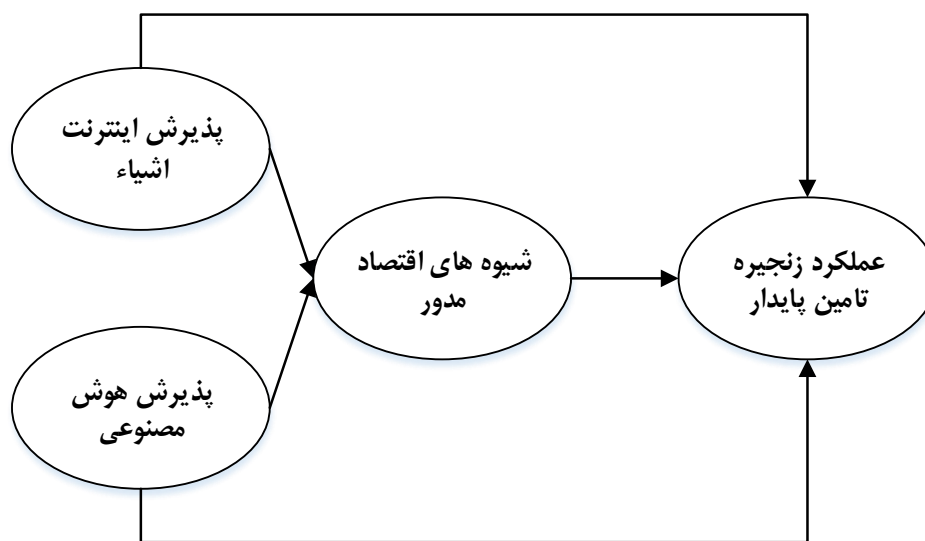 پذیرش اینترنت
اشیاء
شیوه های اقتصاد
مدور
عملکرد زنجیره
تامین پایدار
پذیرش هوش
مصنوعی